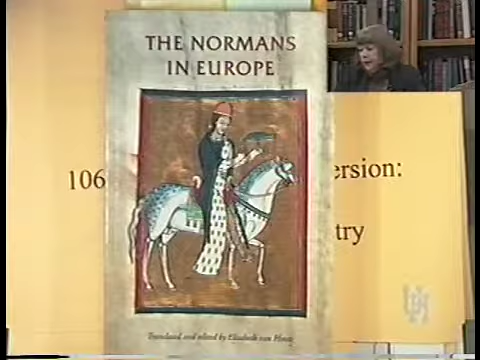 THE NORMANS
IN EUROPE
106
ersion:
try
Translated and edited by Elisabeth van Houts